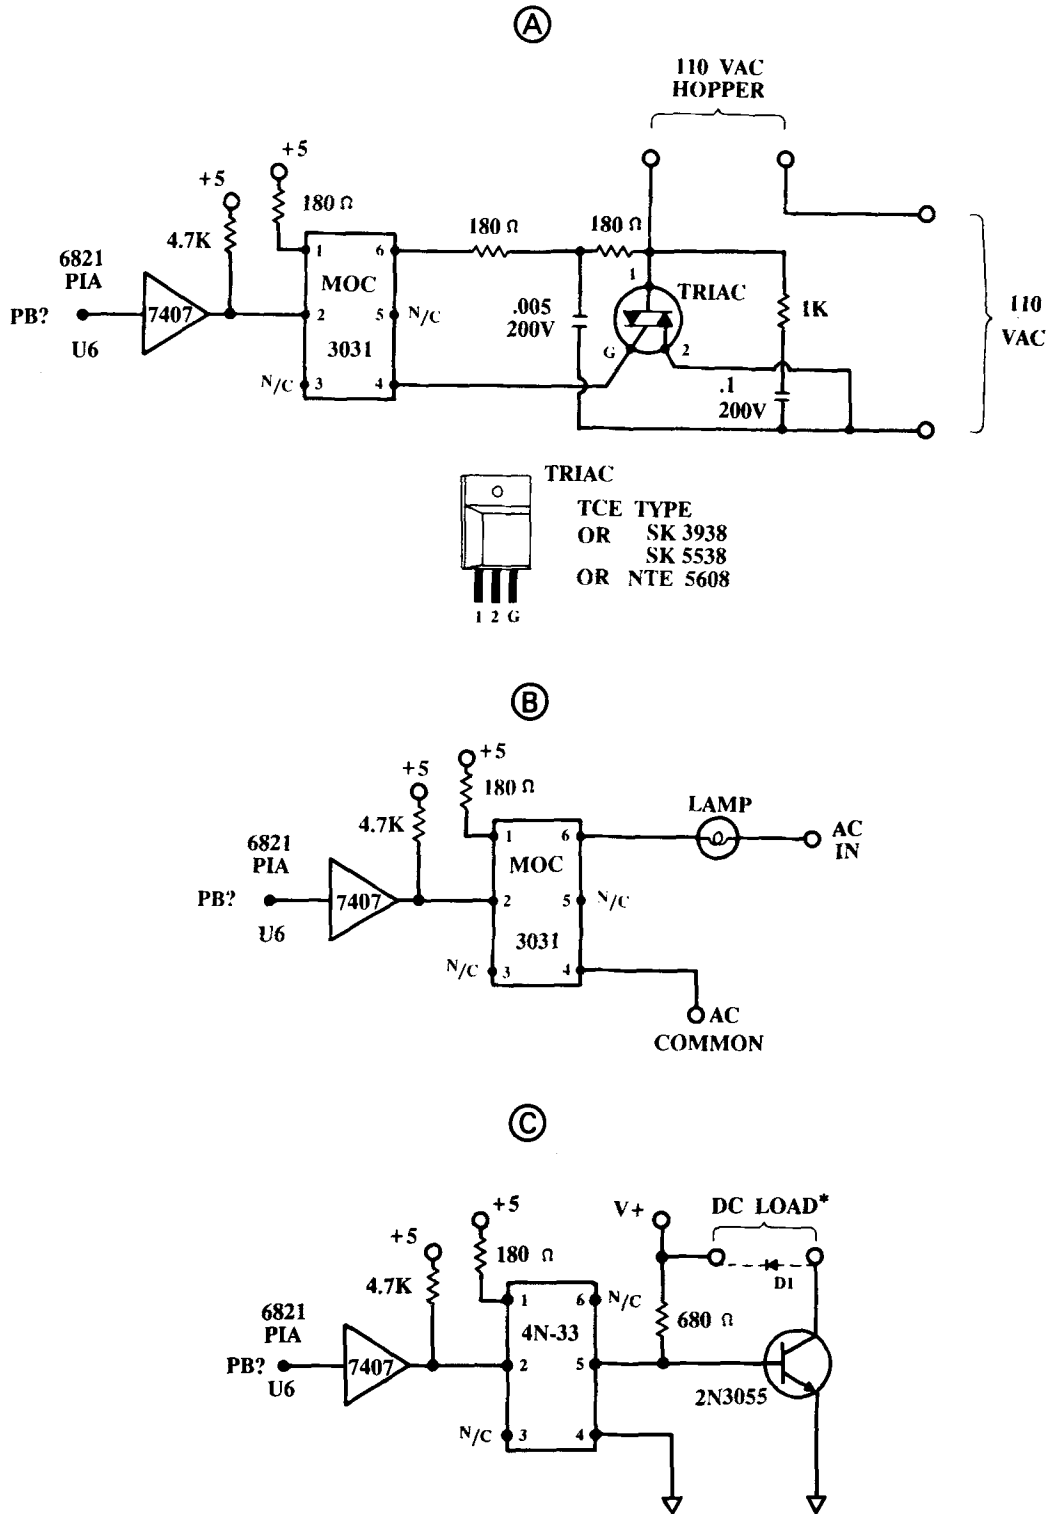 A
110 VAC
HOPPER
+5
+5
180 Ω
180 Ω
180 Ω
4.7K
6821
PIA
PB?
U6
7407
1
6
MOC
2
5
N/C
3031
N/C
3
4
.005
200V
1
TRIAC
G
2
1K
.1
200V
110
VAC
TRIAC
TCE TYPE
OR SK 3938
SK 5538
OR NTE 5608
1 2 G
B
+5
+5
180 Ω
4.7K
6821
PIA
PB?
U6
7407
1
6
MOC
2
5
N/C
3031
N/C
3
4
LAMP
AC
IN
AC
COMMON
C
+5
+5
180 Ω
4.7K
6821
PIA
PB?
U6
7407
1
6
N/C
4N-33
2
5
N/C
3
4
V+
DC LOAD*
D1
680 Ω
2N3055